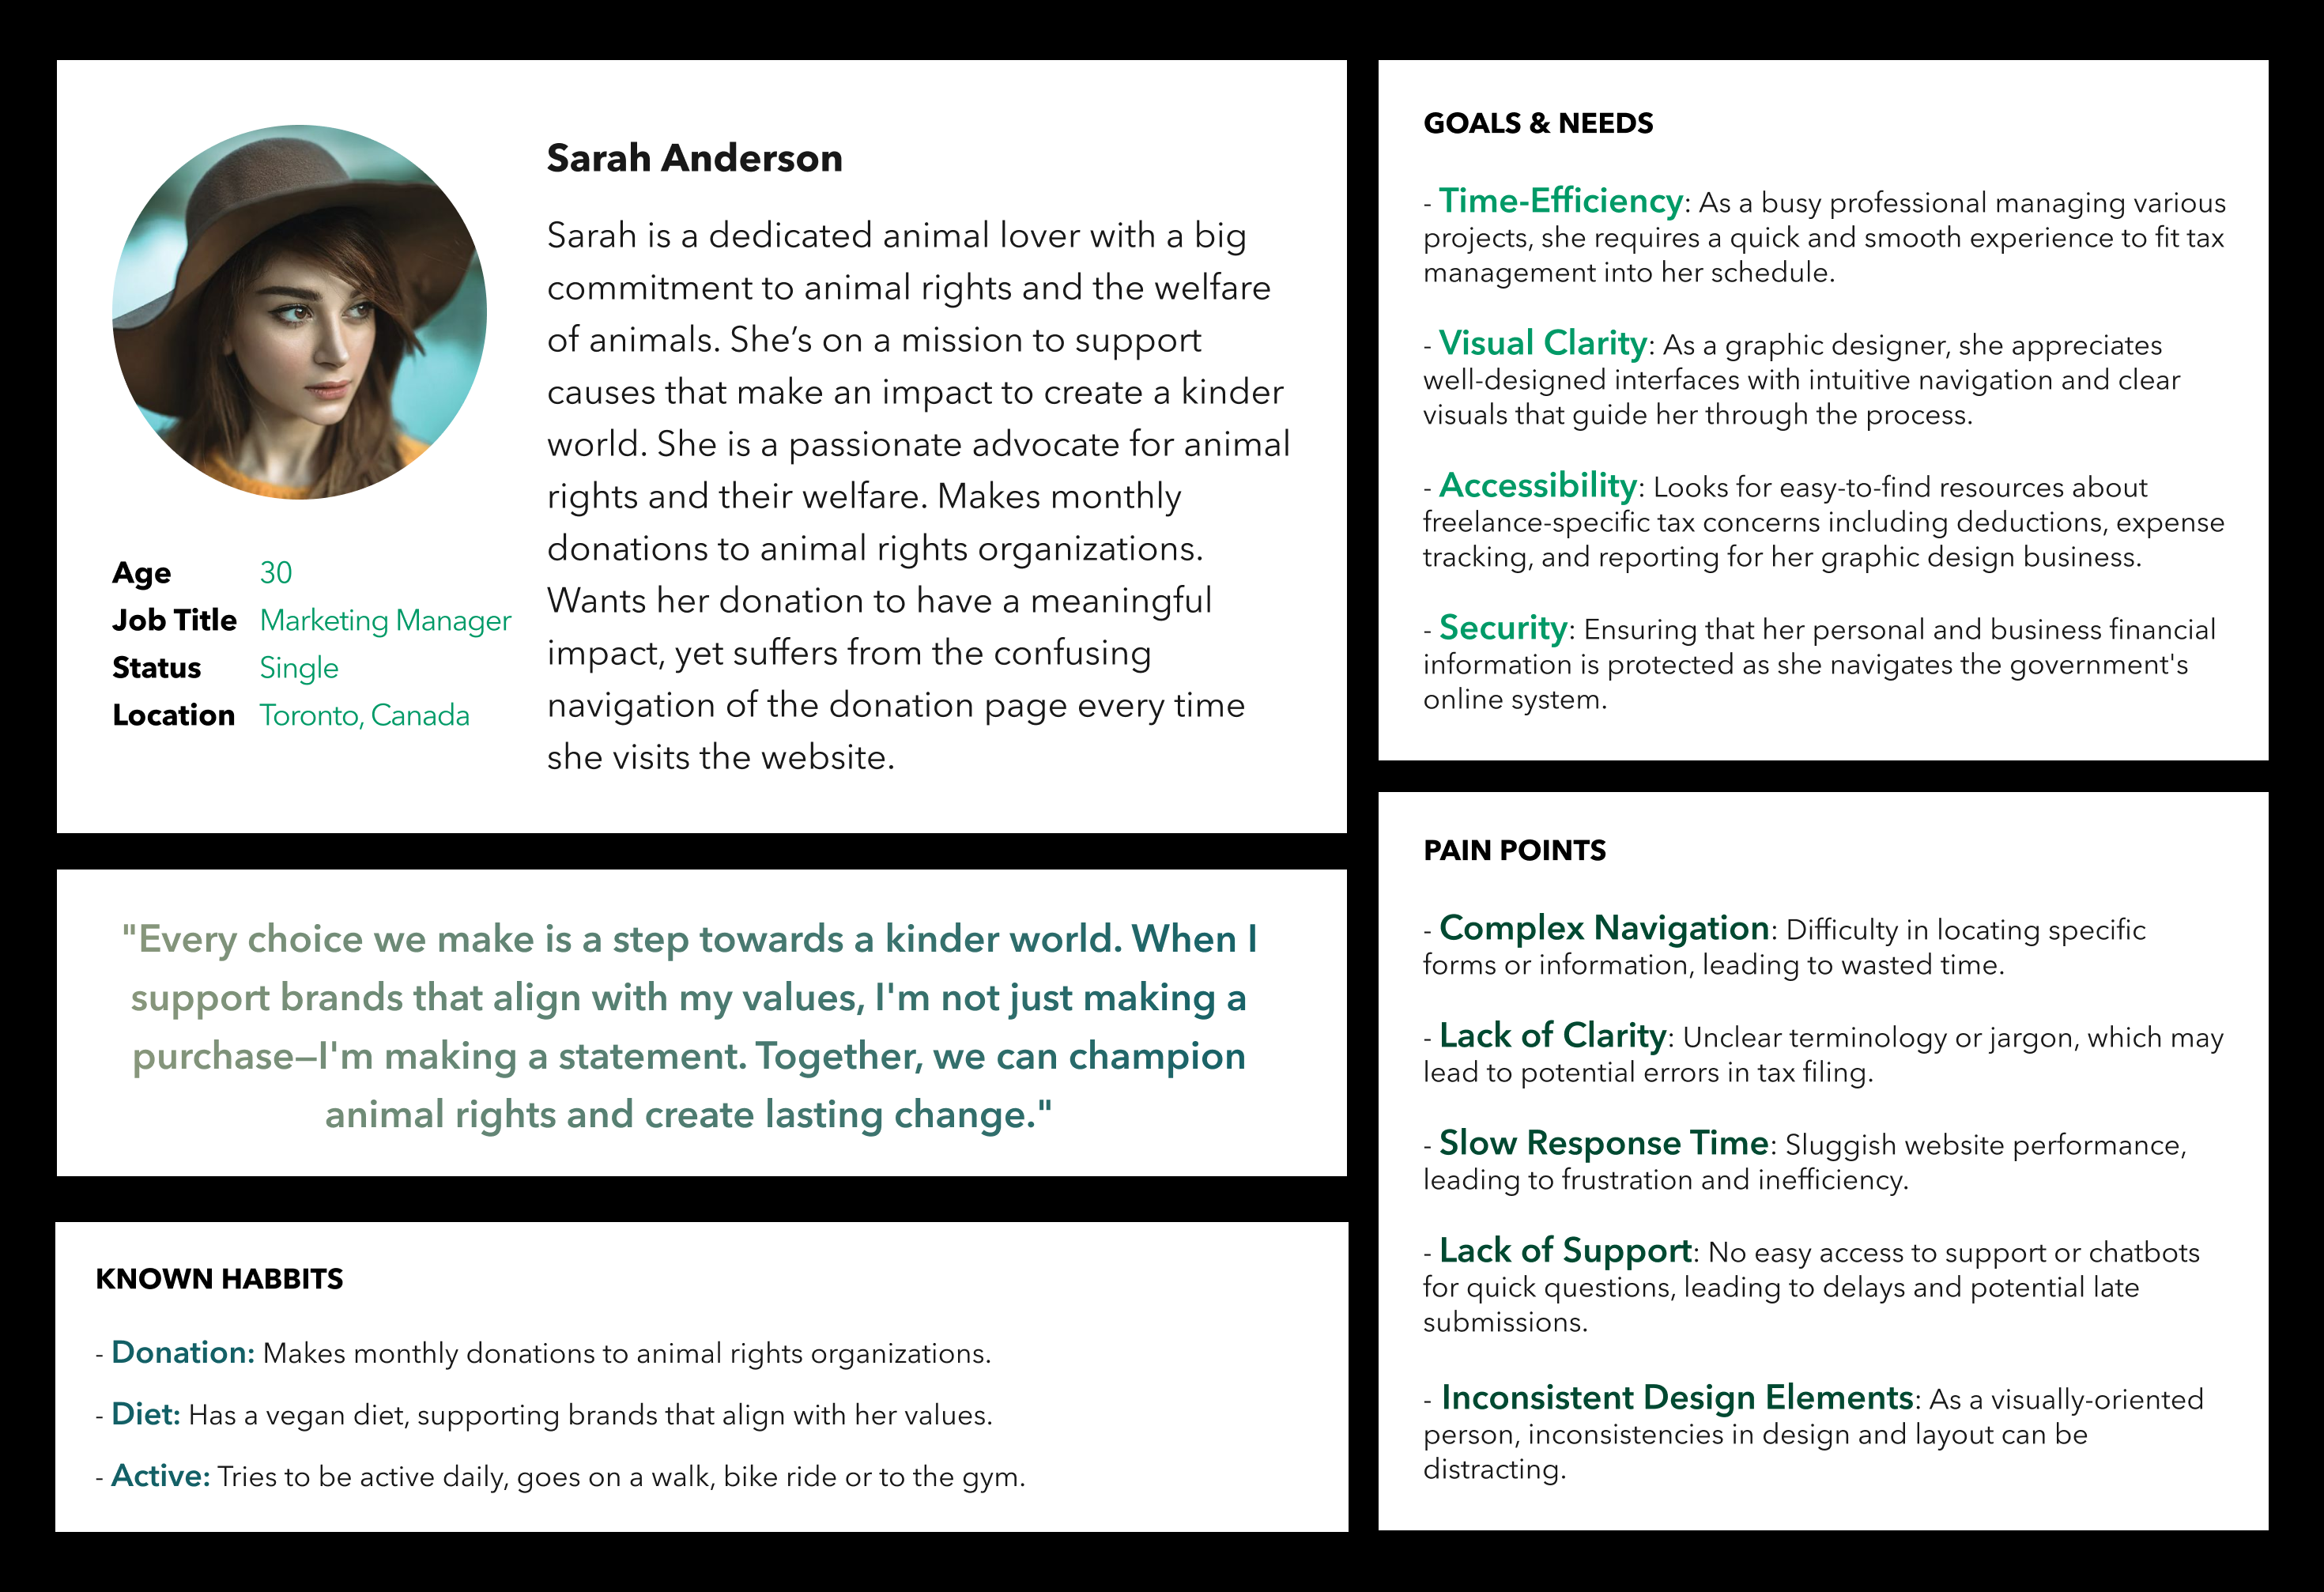 Sarah Anderson
Sarah is a dedicated animal lover with a big
commitment to animal rights and the welfare
of animals. She’s on a mission to support
causes that make an impact to create a kinder
world. She is a passionate advocate for animal
rights and their welfare. Makes monthly
donations to animal rights organizations.
Wants her donation to have a meaningful
impact, yet suffers from the confusing
navigation of the donation page every time
she visits the website.
Age 30
Job Title Marketing Manager
Status Single
Location Toronto, Canada
"Every choice we make is a step towards a kinder world. When I
support brands that align with my values, I'm not just making a
purchase—I'm making a statement. Together, we can champion
animal rights and create lasting change."
KNOWN HABBITS
- Donation: Makes monthly donations to animal rights organizations.
- Diet: Has a vegan diet, supporting brands that align with her values.
- Active: Tries to be active daily, goes on a walk, bike ride or to the gym.
GOALS & NEEDS
- Time-Efficiency: As a busy professional managing various
projects, she requires a quick and smooth experience to fit tax
management into her schedule.
- Visual Clarity: As a graphic designer, she appreciates
well-designed interfaces with intuitive navigation and clear
visuals that guide her through the process.
- Accessibility: Looks for easy-to-find resources about
freelance-specific tax concerns including deductions, expense
tracking, and reporting for her graphic design business.
- Security: Ensuring that her personal and business financial
information is protected as she navigates the government's
online system.
PAIN POINTS
- Complex Navigation: Difficulty in locating specific
forms or information, leading to wasted time.
- Lack of Clarity: Unclear terminology or jargon, which may
lead to potential errors in tax filing.
- Slow Response Time: Sluggish website performance,
leading to frustration and inefficiency.
- Lack of Support: No easy access to support or chatbots
for quick questions, leading to delays and potential late
submissions.
- Inconsistent Design Elements: As a visually-oriented
person, inconsistencies in design and layout can be
distracting.